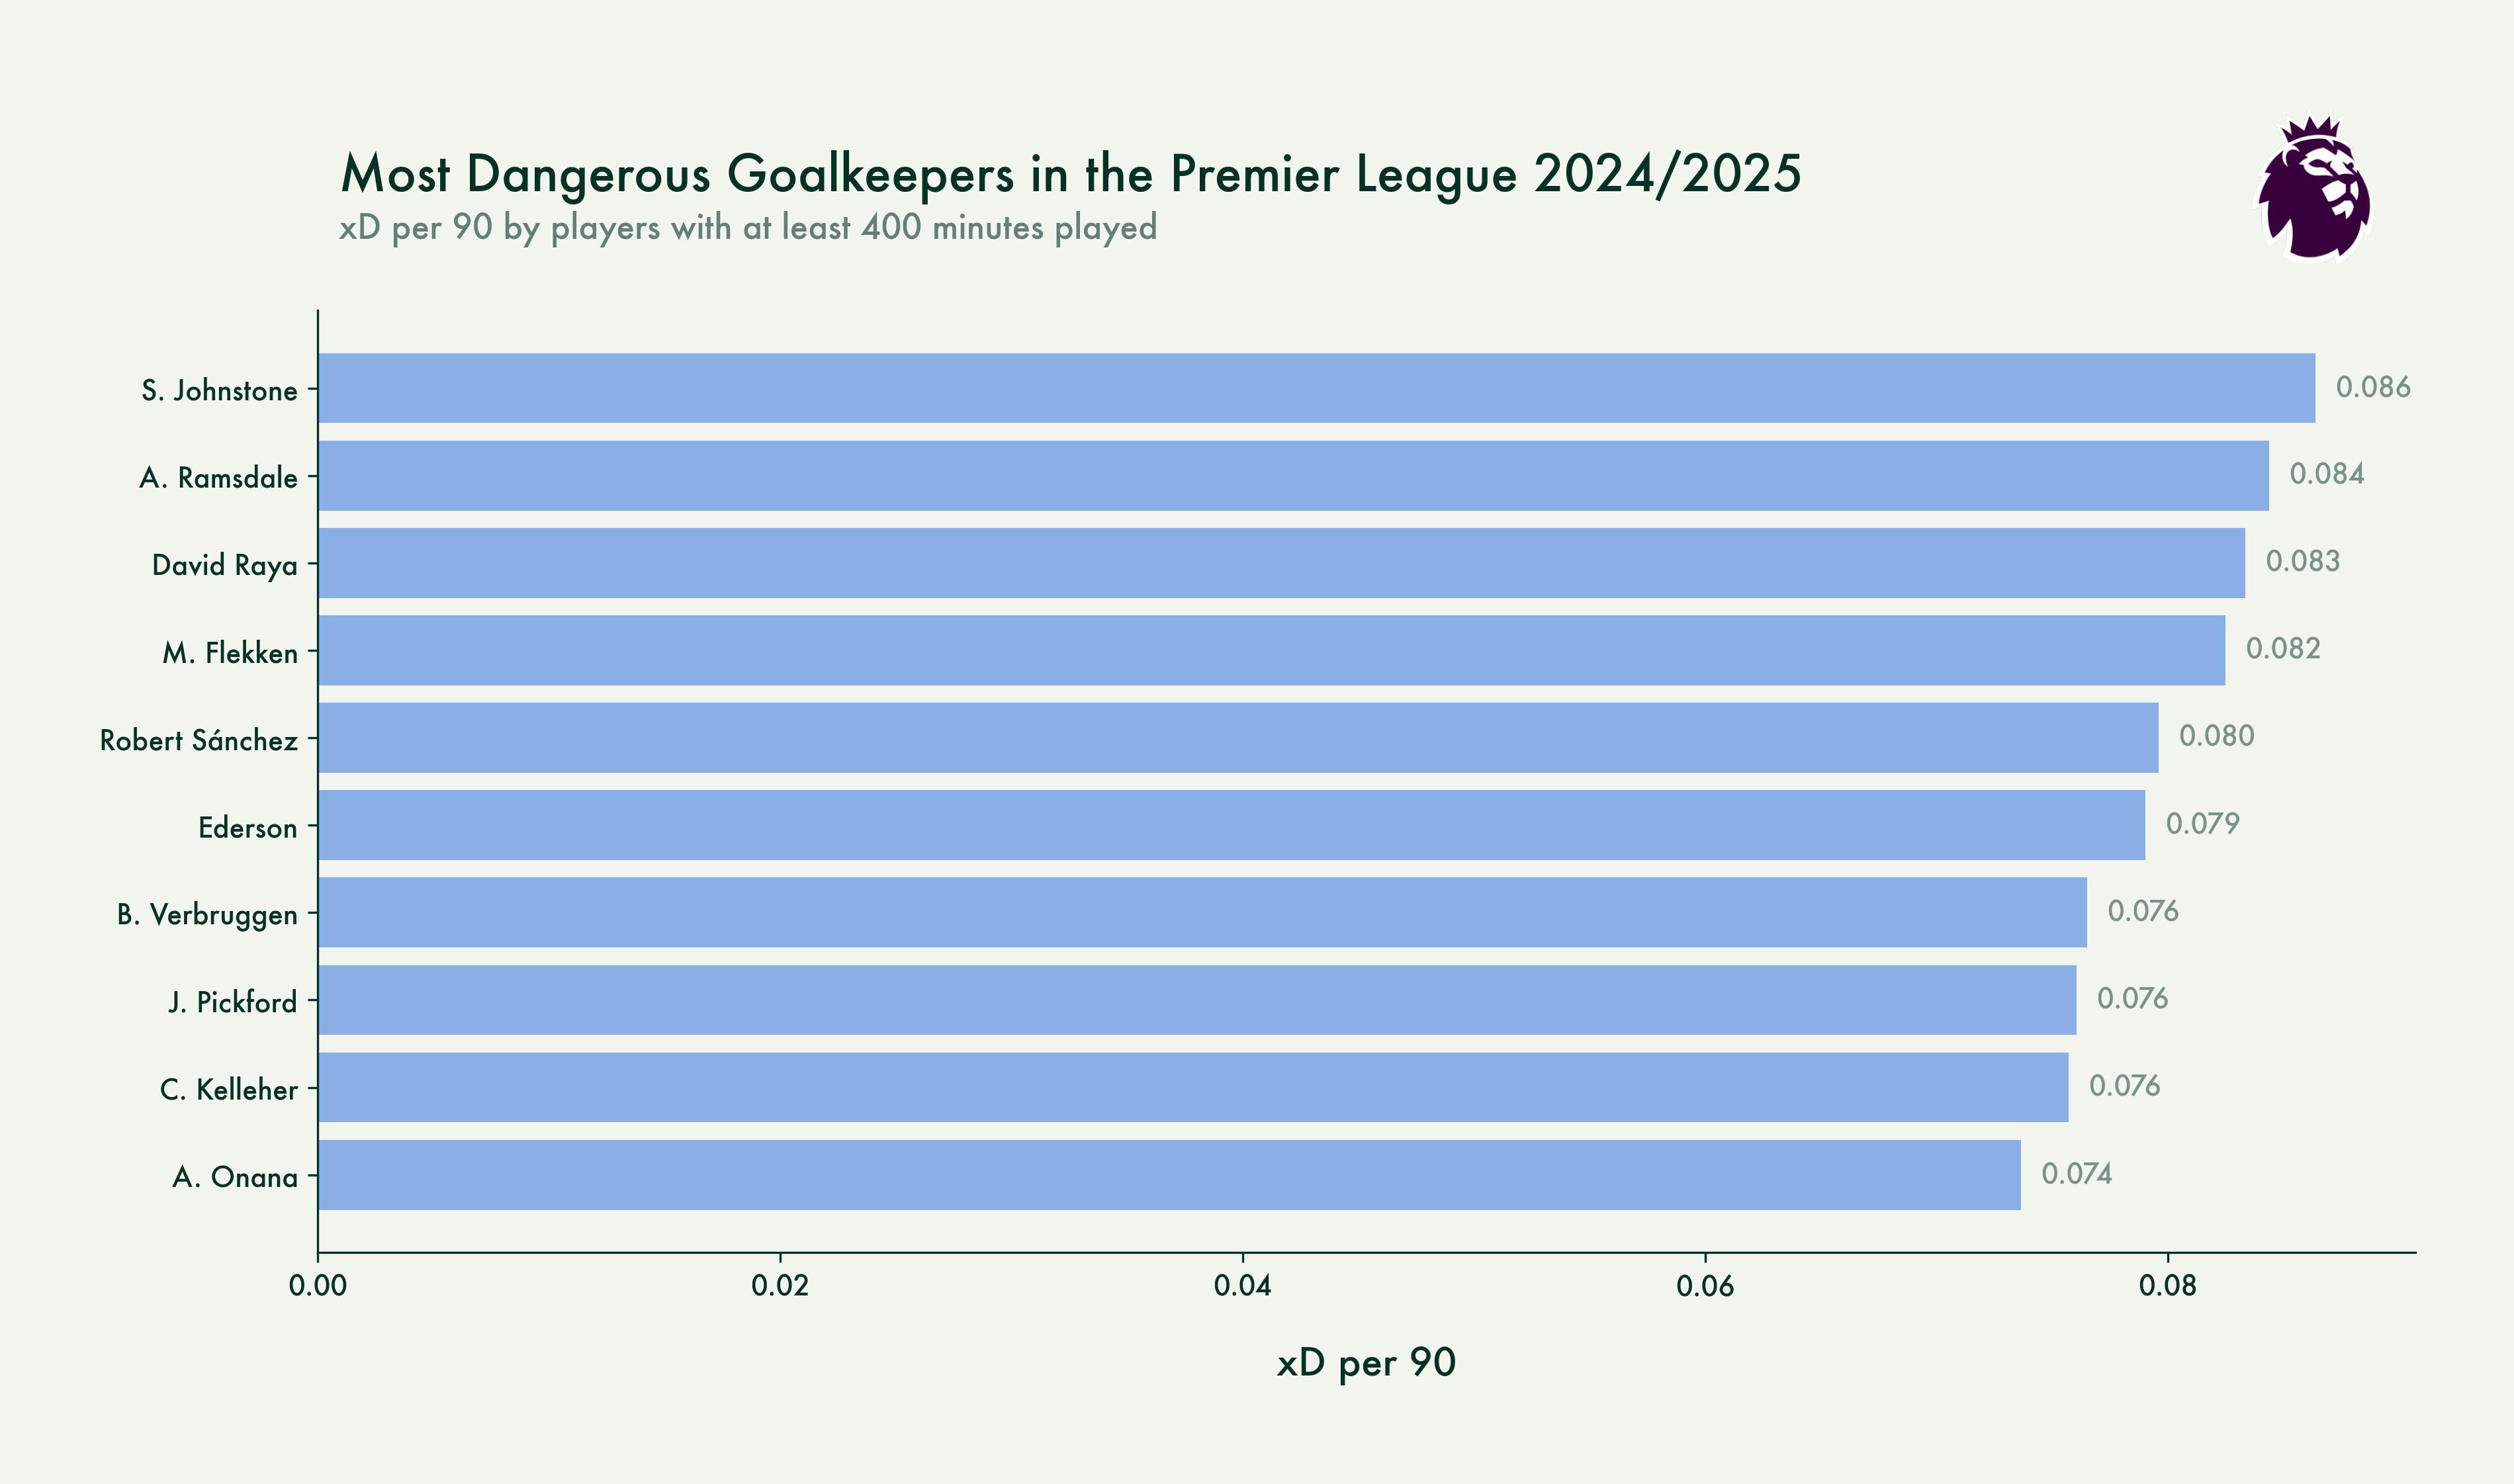 Most Dangerous Goalkeepers in the Premier League 2024/2025
xD per 90 by players with at least 400 minutes played
S. Johnstone 0.086
A. Ramsdale 0.084
David Raya 0.083
M. Flekken 0.082
Robert Sánchez 0.080
Ederson 0.079
B. Verbruggen 0.076
J. Pickford 0.076
C. Kelleher 0.076
A. Onana 0.074
0.00 0.02 0.04 0.06 0.08
xD per 90